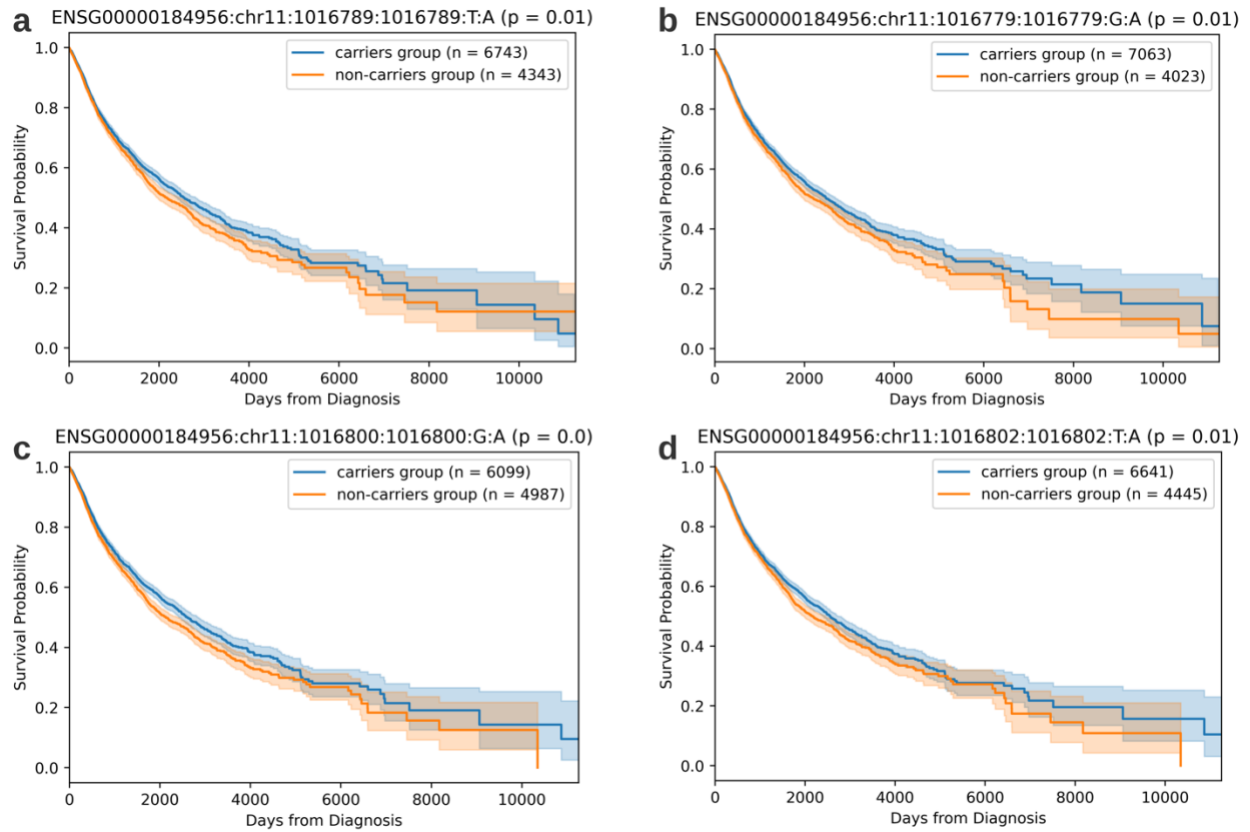 a
ENSG00000184956:chr11:1016789:1016789:T:A (p = 0.01)
carriers group (n = 6743)
non-carriers group (n = 4343)
Survival Probability
1.0
0.8
0.6
0.4
0.2
0.0
0
2000
4000
6000
8000
10000
Days from Diagnosis
b
ENSG00000184956:chr11:1016779:1016779:G:A (p = 0.01)
carriers group (n = 7063)
non-carriers group (n = 4023)
Survival Probability
1.0
0.8
0.6
0.4
0.2
0.0
0
2000
4000
6000
8000
10000
Days from Diagnosis
c
ENSG00000184956:chr11:1016800:1016800:G:A (p = 0.0)
carriers group (n = 6099)
non-carriers group (n = 4987)
Survival Probability
1.0
0.8
0.6
0.4
0.2
0.0
0
2000
4000
6000
8000
10000
Days from Diagnosis
d
ENSG00000184956:chr11:1016802:1016802:T:A (p = 0.01)
carriers group (n = 6641)
non-carriers group (n = 4445)
Survival Probability
1.0
0.8
0.6
0.4
0.2
0.0
0
2000
4000
6000
8000
10000
Days from Diagnosis